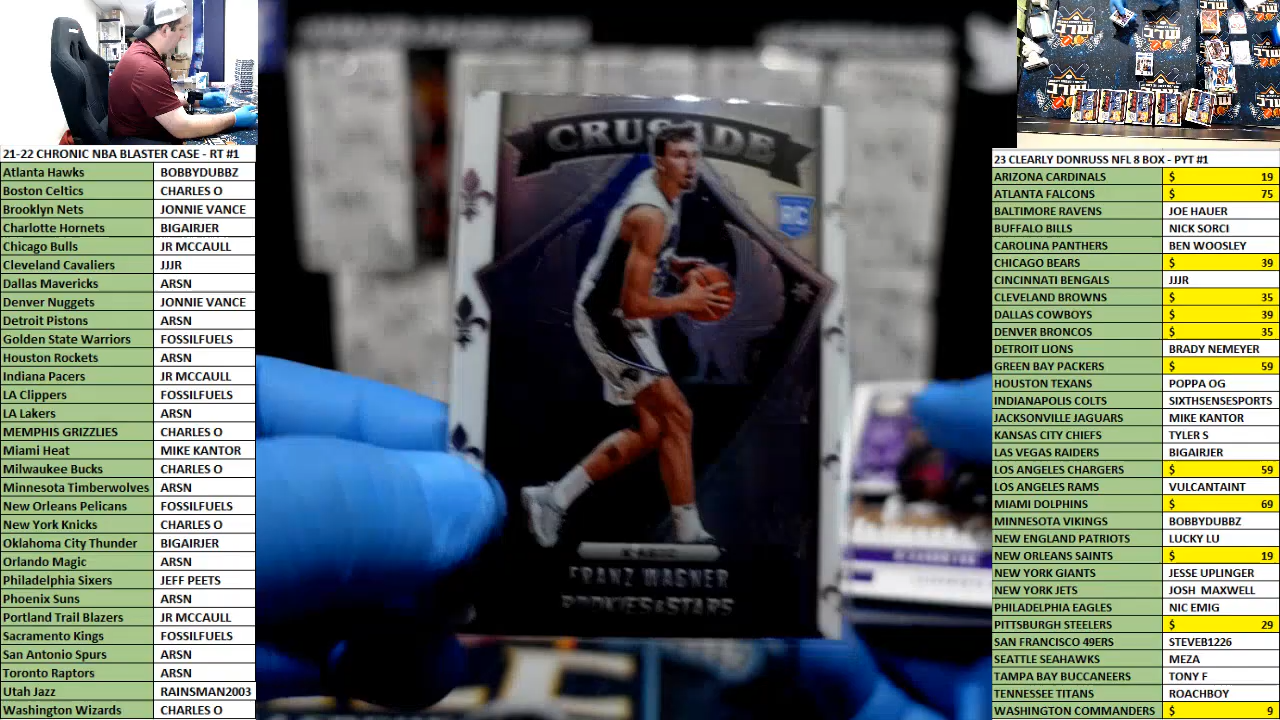 21-22 CHRONIC NBA BLASTER CASE - RT #1
Atlanta Hawks BOBBYDUBBZ
Boston Celtics CHARLES O
Brooklyn Nets JONNIE VANCE
Charlotte Hornets BIGAIRJER
Chicago Bulls JR MCCAULL
Cleveland Cavaliers JJJR
Dallas Mavericks ARSN
Denver Nuggets JONNIE VANCE
Detroit Pistons ARSN
Golden State Warriors FOSSILFUELS
Houston Rockets ARSN
Indiana Pacers JR MCCAULL
LA Clippers FOSSILFUELS
LA Lakers ARSN
MEMPHIS GRIZZLIES CHARLES O
Miami Heat MIKE KANTOR
Milwaukee Bucks CHARLES O
Minnesota Timberwolves ARSN
New Orleans Pelicans FOSSILFUELS
New York Knicks CHARLES O
Oklahoma City Thunder BIGAIRJER
Orlando Magic ARSN
Philadelphia Sixers JEFF PEETS
Phoenix Suns ARSN
Portland Trail Blazers JR MCCAULL
Sacramento Kings FOSSILFUELS
San Antonio Spurs ARSN
Toronto Raptors ARSN
Utah Jazz RAINSMAN2003
Washington Wizards CHARLES O
CRUSADE
RC
MAGIC
FRANZ WAGNER
ROOKIES & STARS
23 CLEARLY DONRUSS NFL 8 BOX - PYT #1
ARIZONA CARDINALS $ 19
ATLANTA FALCONS $ 75
BALTIMORE RAVENS JOE HAUER
BUFFALO BILLS NICK SORCI
CAROLINA PANTHERS BEN WOOSLEY
CHICAGO BEARS $ 39
CINCINNATI BENGALS JJJR
CLEVELAND BROWNS $ 35
DALLAS COWBOYS $ 39
DENVER BRONCOS $ 35
DETROIT LIONS BRADY NEMEYER
GREEN BAY PACKERS $ 59
HOUSTON TEXANS POPPA OG
INDIANAPOLIS COLTS SIXTHSENSESPORTS
JACKSONVILLE JAGUARS MIKE KANTOR
KANSAS CITY CHIEFS TYLER S
LAS VEGAS RAIDERS BIGAIRJER
LOS ANGELES CHARGERS $ 59
LOS ANGELES RAMS VULCANTAINT
MIAMI DOLPHINS $ 69
MINNESOTA VIKINGS BOBBYDUBBZ
NEW ENGLAND PATRIOTS LUCKY LU
NEW ORLEANS SAINTS $ 19
NEW YORK GIANTS JESSE UPLINGER
NEW YORK JETS JOSH MAXWELL
PHILADELPHIA EAGLES NIC EMIG
PITTSBURGH STEELERS $ 29
SAN FRANCISCO 49ERS STEVEB1226
SEATTLE SEAHAWKS MEZA
TAMPA BAY BUCCANEERS TONY F
TENNESSEE TITANS ROACHBOY
WASHINGTON COMMANDERS $ 9